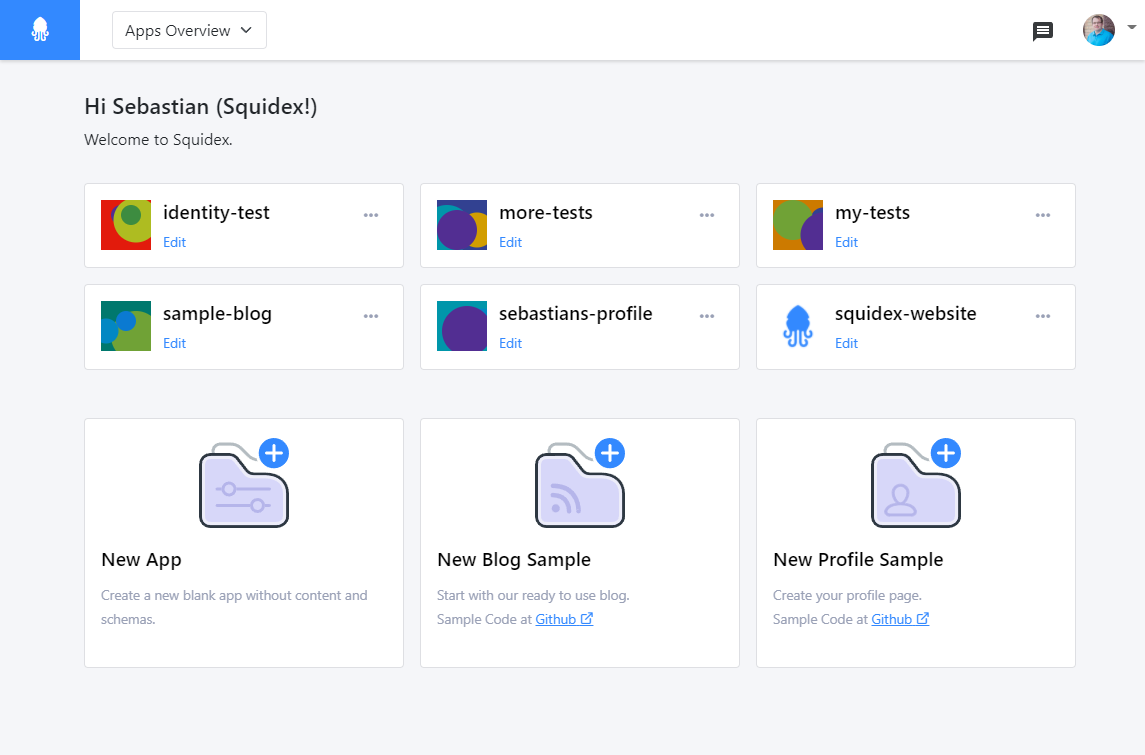 Apps Overview
Hi Sebastian (Squidex!)
Welcome to Squidex.
identity-test
Edit
more-tests
Edit
my-tests
Edit
sample-blog
Edit
sebastians-profile
Edit
squidex-website
Edit
New App
Create a new blank app without content and
schemas.
New Blog Sample
Start with our ready to use blog.
Sample Code at Github
New Profile Sample
Create your profile page.
Sample Code at Github